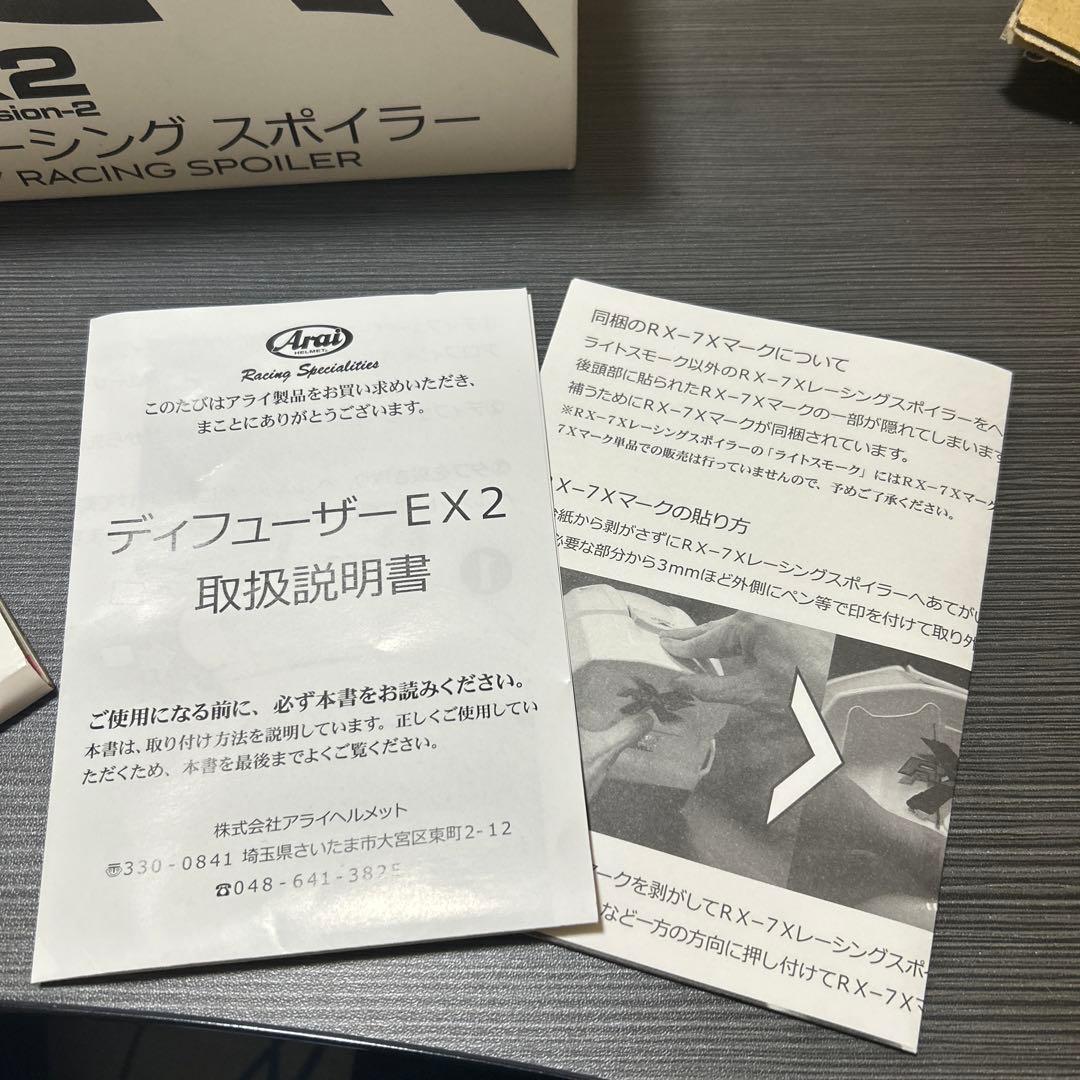 X2
sion-2
ーシング スポイラー
RACING SPOILER
Arai
HELMET
Racing Specialities
このたびはアライ製品をお買い求めいただき、
まことにありがとうございます。
ディフューザーEX2
取扱説明書
ご使用になる前に、必ず本書をお読みください。
本書は、取り付け方法を説明しています。正しくご使用してい
ただくため、本書を最後までよくご覧ください。
株式会社アライヘルメット
〠330-0841 埼玉県さいたま市大宮区東町2-12
☎048-641-3825
同梱のRX-7Xマークについて
ライトスモーク以外のRX-7Xレーシングスポイラーをヘ
後頭部に貼られたRX-7Xマークの一部が隠れてしまいます
補うためにRX-7Xマークが同梱されています。
※RX-7Xレーシングスポイラーの「ライトスモーク」にはRX-7Xマーク
7Xマーク単品での販売は行っていませんので、予めご了承ください。
RX-7Xマークの貼り方
紙から剥がさずにRX-7Xレーシングスポイラーへあてがい
必要な部分から3mmほど外側にペン等で印を付けて取り外
マークを剥がしてRX-7Xレーシングスポ
など一方の方向に押し付けてRX-7Xマ